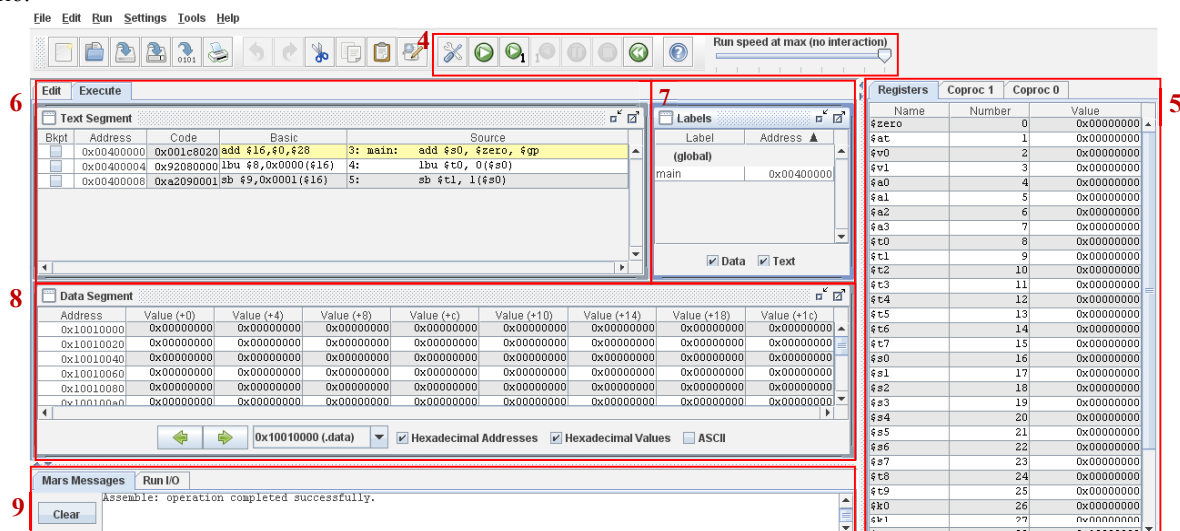 File Edit Run Settings Tools Help
4
Run speed at max (no interaction)
6
Edit Execute
7
Registers Coproc 1 Coproc 0
5
Text Segment
Bkpt Address Code Basic Source
0x00400000 0x001c8020 add $16,$0,$28 3: main: add $s0, $zero, $gp
0x00400004 0x92080000 lbu $8,0x0000($16) 4: lbu $t0, 0($s0)
0x00400008 0xa2090001 sb $9,0x0001($16) 5: sb $t1, 1($s0)
Labels
Label Address ▲
(global)
main 0x00400000
Data Text
Name Number Value
$zero 0 0x00000000
$at 1 0x00000000
$v0 2 0x00000000
$v1 3 0x00000000
$a0 4 0x00000000
$a1 5 0x00000000
$a2 6 0x00000000
$a3 7 0x00000000
$t0 8 0x00000000
$t1 9 0x00000000
$t2 10 0x00000000
$t3 11 0x00000000
$t4 12 0x00000000
$t5 13 0x00000000
$t6 14 0x00000000
$t7 15 0x00000000
$s0 16 0x00000000
$s1 17 0x00000000
$s2 18 0x00000000
$s3 19 0x00000000
$s4 20 0x00000000
$s5 21 0x00000000
$s6 22 0x00000000
$s7 23 0x00000000
$t8 24 0x00000000
$t9 25 0x00000000
$k0 26 0x00000000
$k1 27 0x00000000
8
Data Segment
Address Value (+0) Value (+4) Value (+8) Value (+c) Value (+10) Value (+14) Value (+18) Value (+1c)
0x10010000 0x00000000 0x00000000 0x00000000 0x00000000 0x00000000 0x00000000 0x00000000 0x00000000
0x10010020 0x00000000 0x00000000 0x00000000 0x00000000 0x00000000 0x00000000 0x00000000 0x00000000
0x10010040 0x00000000 0x00000000 0x00000000 0x00000000 0x00000000 0x00000000 0x00000000 0x00000000
0x10010060 0x00000000 0x00000000 0x00000000 0x00000000 0x00000000 0x00000000 0x00000000 0x00000000
0x10010080 0x00000000 0x00000000 0x00000000 0x00000000 0x00000000 0x00000000 0x00000000 0x00000000
0x100100a0 0x00000000 0x00000000 0x00000000 0x00000000 0x00000000 0x00000000 0x00000000 0x00000000
0x10010000 (.data) Hexadecimal Addresses Hexadecimal Values ASCII
Mars Messages Run I/O
9
Assemble: operation completed successfully.
Clear